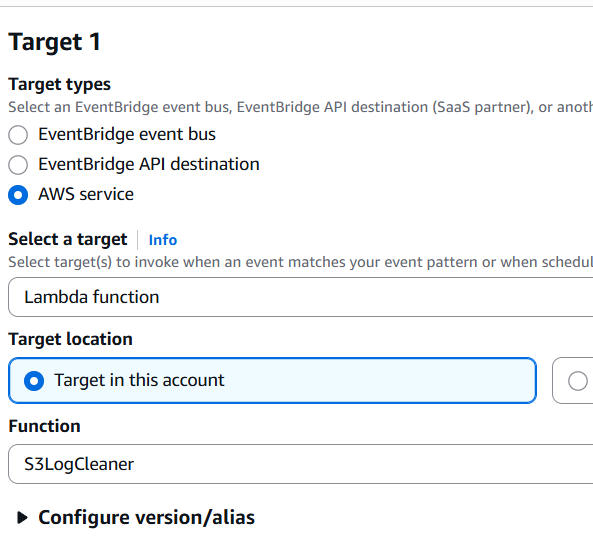 Target 1
Target types
Select an EventBridge event bus, EventBridge API destination (SaaS partner), or anoth
EventBridge event bus
EventBridge API destination
AWS service
Select a target Info
Select target(s) to invoke when an event matches your event pattern or when schedul
Lambda function
Target location
Target in this account
Function
S3LogCleaner
Configure version/alias